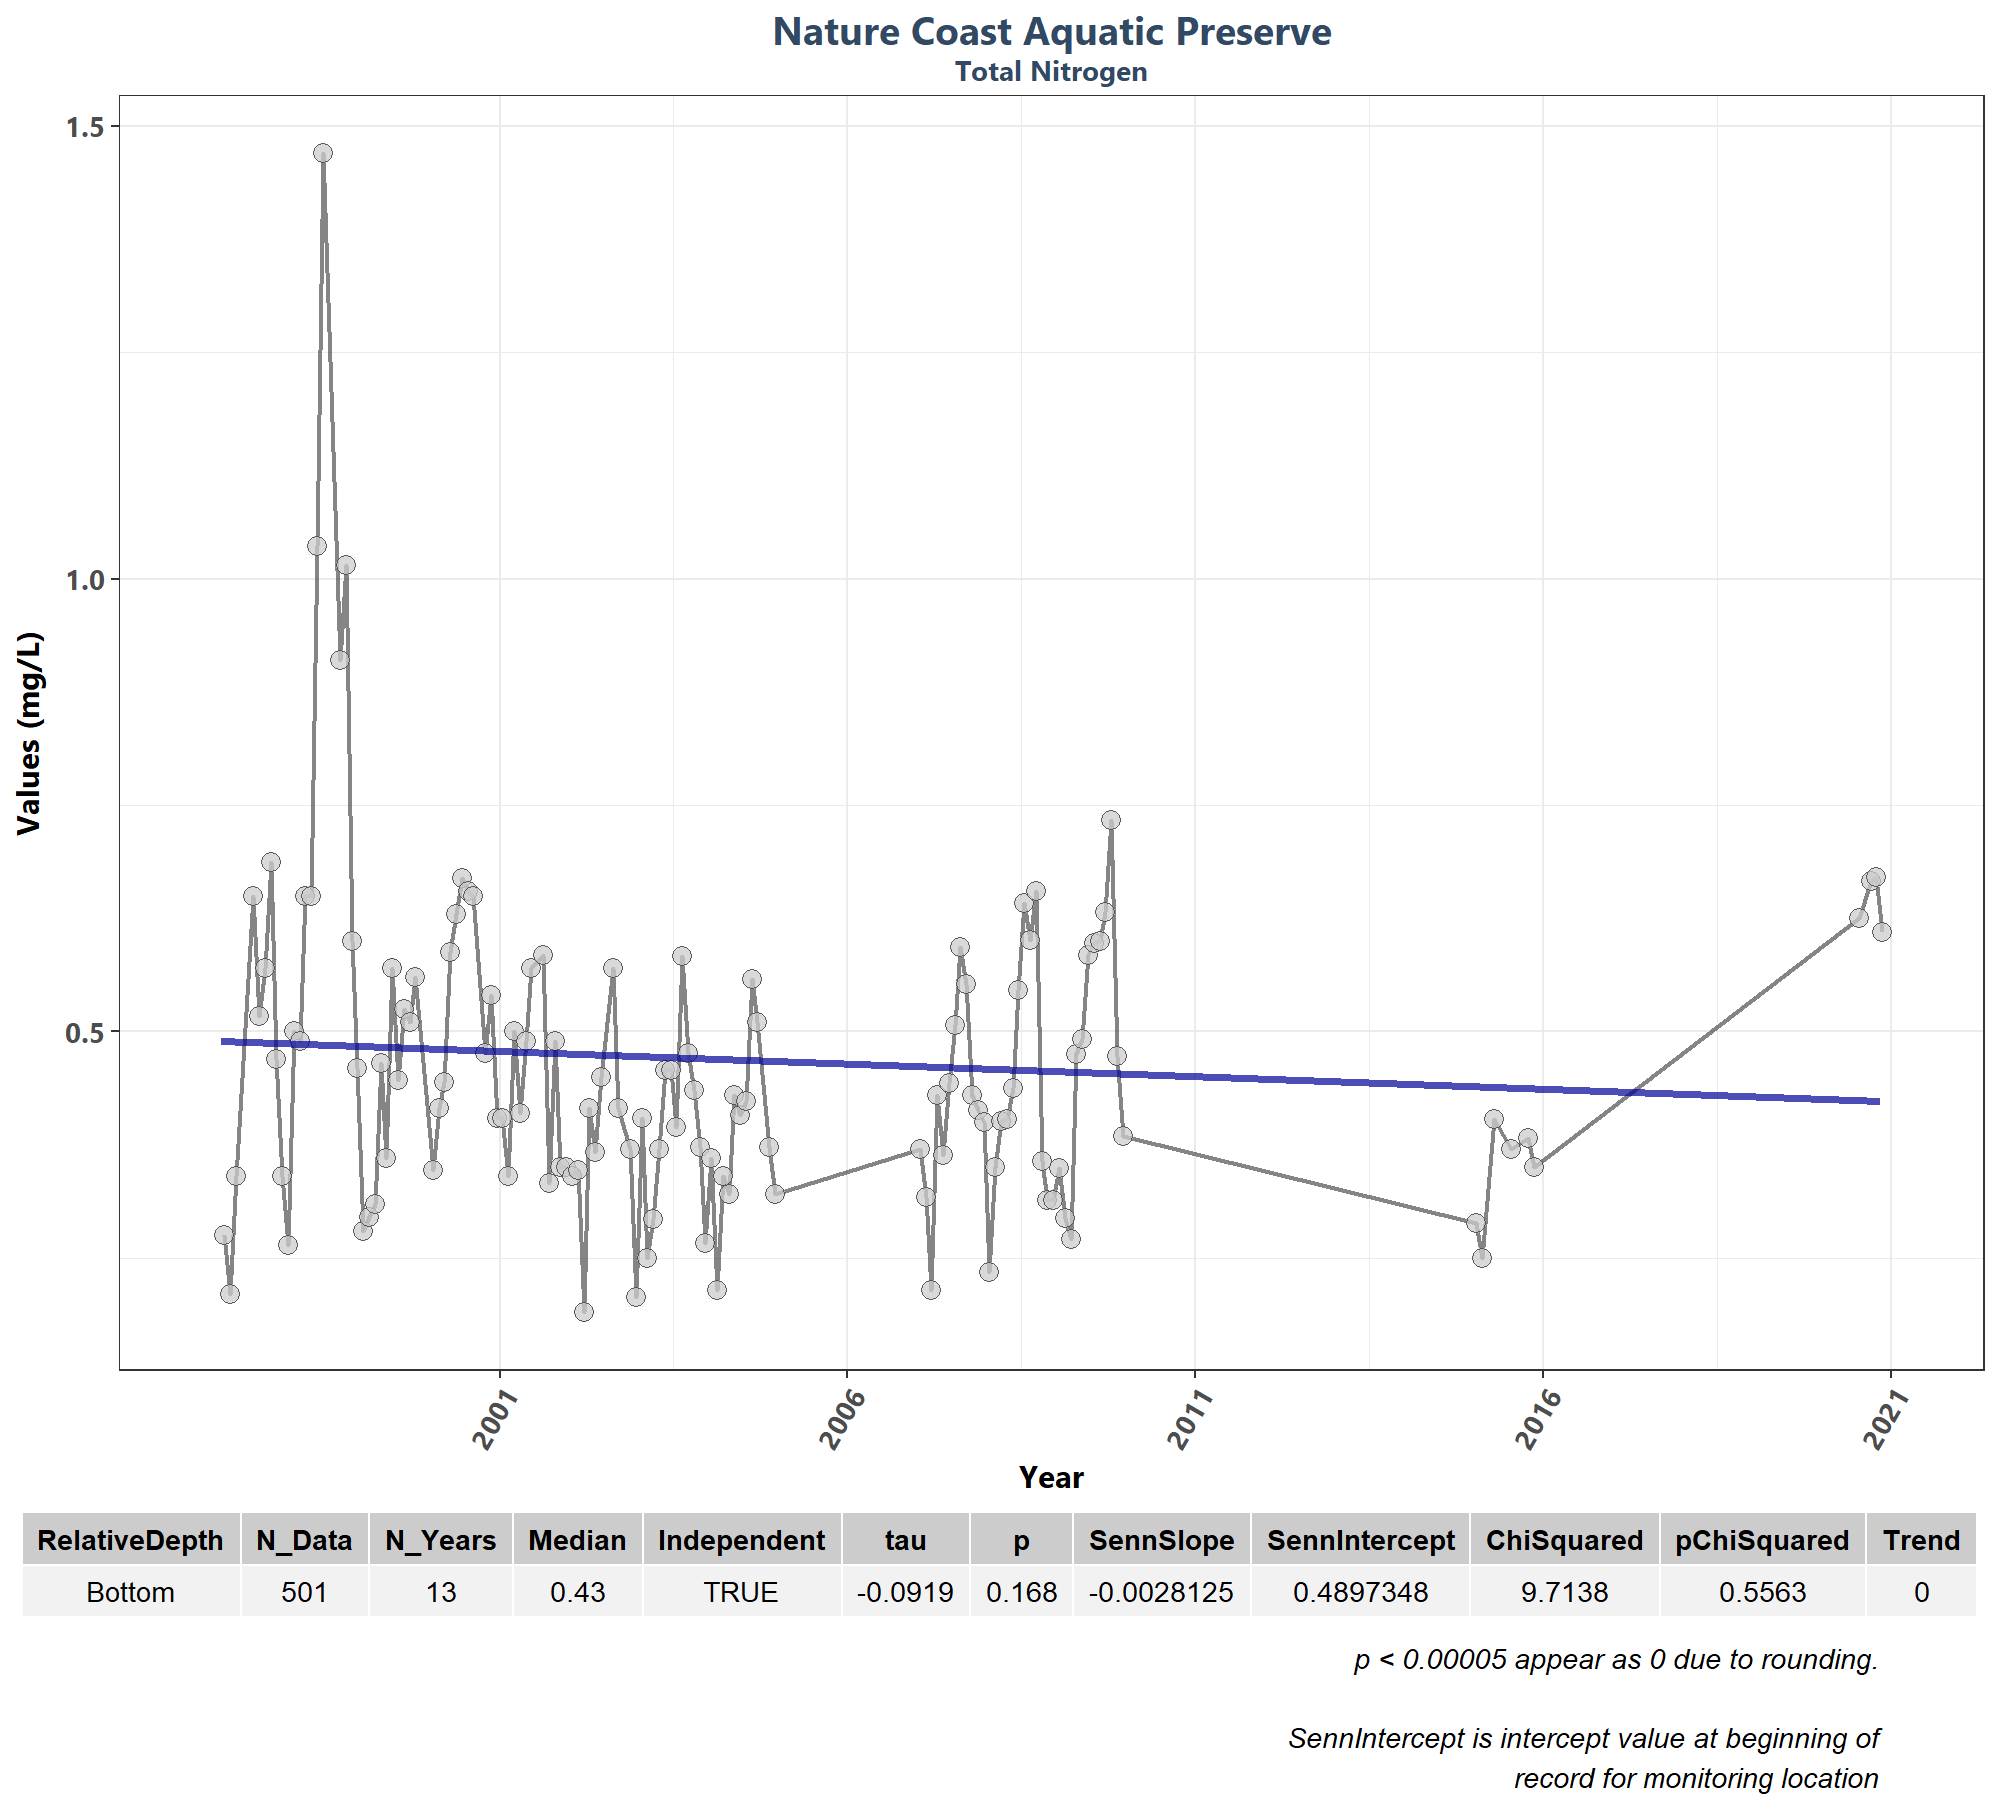 Nature Coast Aquatic Preserve
Total Nitrogen
1.5
1.0
0.5
Values (mg/L)
2001
2006
2011
2016
2021
Year
RelativeDepth N_Data N_Years Median Independent tau p SennSlope SennIntercept ChiSquared pChiSquared Trend
Bottom 501 13 0.43 TRUE -0.0919 0.168 -0.0028125 0.4897348 9.7138 0.5563 0
p < 0.00005 appear as 0 due to rounding.
SennIntercept is intercept value at beginning of
record for monitoring location